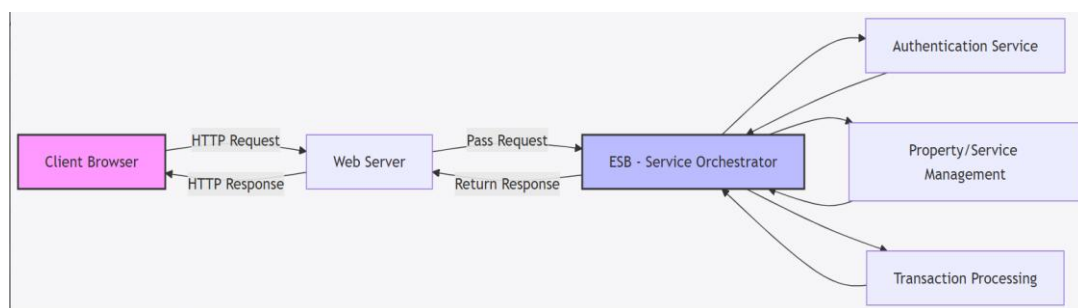 Authentication Service
HTTP Request
Pass Request
Client Browser
Web Server
ESB - Service Orchestrator
Property/Service
Management
HTTP Response
Return Response
Transaction Processing